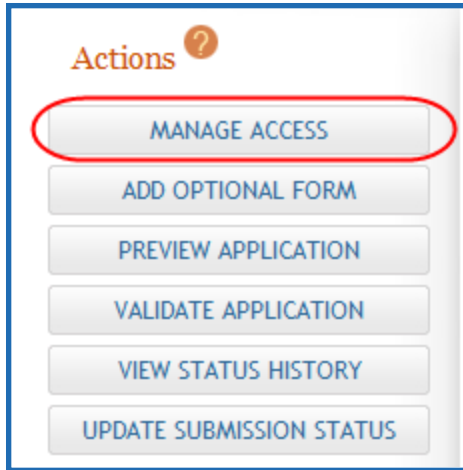 Actions ?
MANAGE ACCESS
ADD OPTIONAL FORM
PREVIEW APPLICATION
VALIDATE APPLICATION
VIEW STATUS HISTORY
UPDATE SUBMISSION STATUS